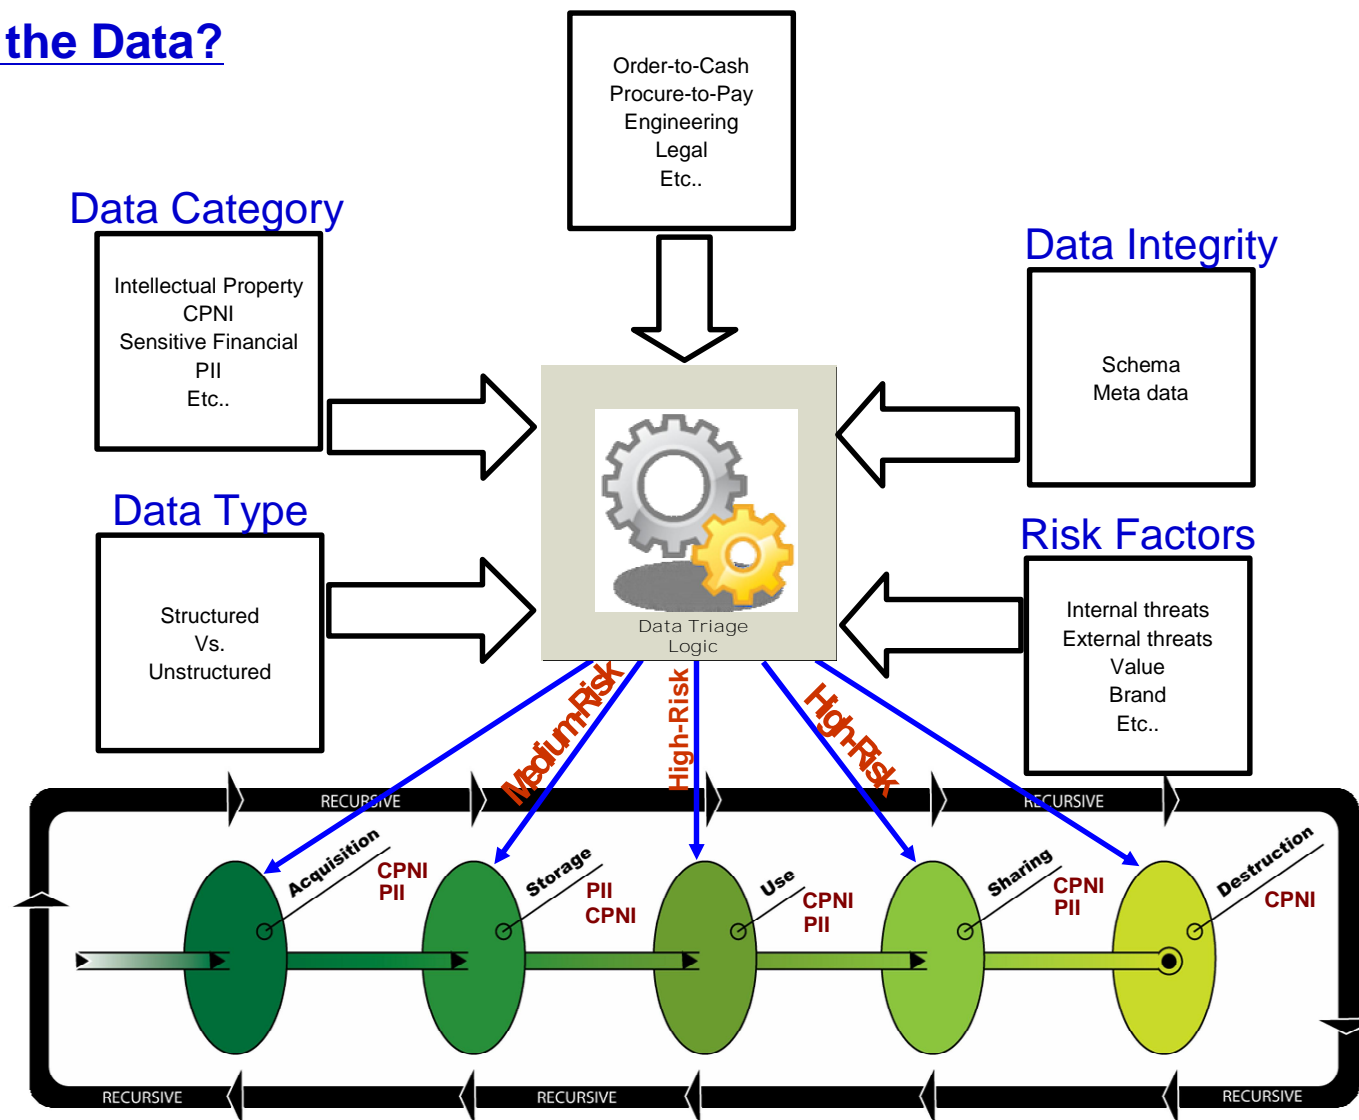 the Data?
Order-to-Cash
Procure-to-Pay
Engineering
Legal
Etc..
Data Category
Intellectual Property
CPNI
Sensitive Financial
PII
Etc..
Data Integrity
Schema
Meta data
Data Type
Structured
Vs.
Unstructured
Risk Factors
Internal threats
External threats
Value
Brand
Etc..
Data Triage
Logic
Medium-Risk
High-Risk
High-Risk
RECURSIVE
RECURSIVE
Acquisition
CPNI
PII
Storage
PII
CPNI
Use
CPNI
PII
Sharing
CPNI
PII
Destruction
CPNI
RECURSIVE
RECURSIVE
RECURSIVE